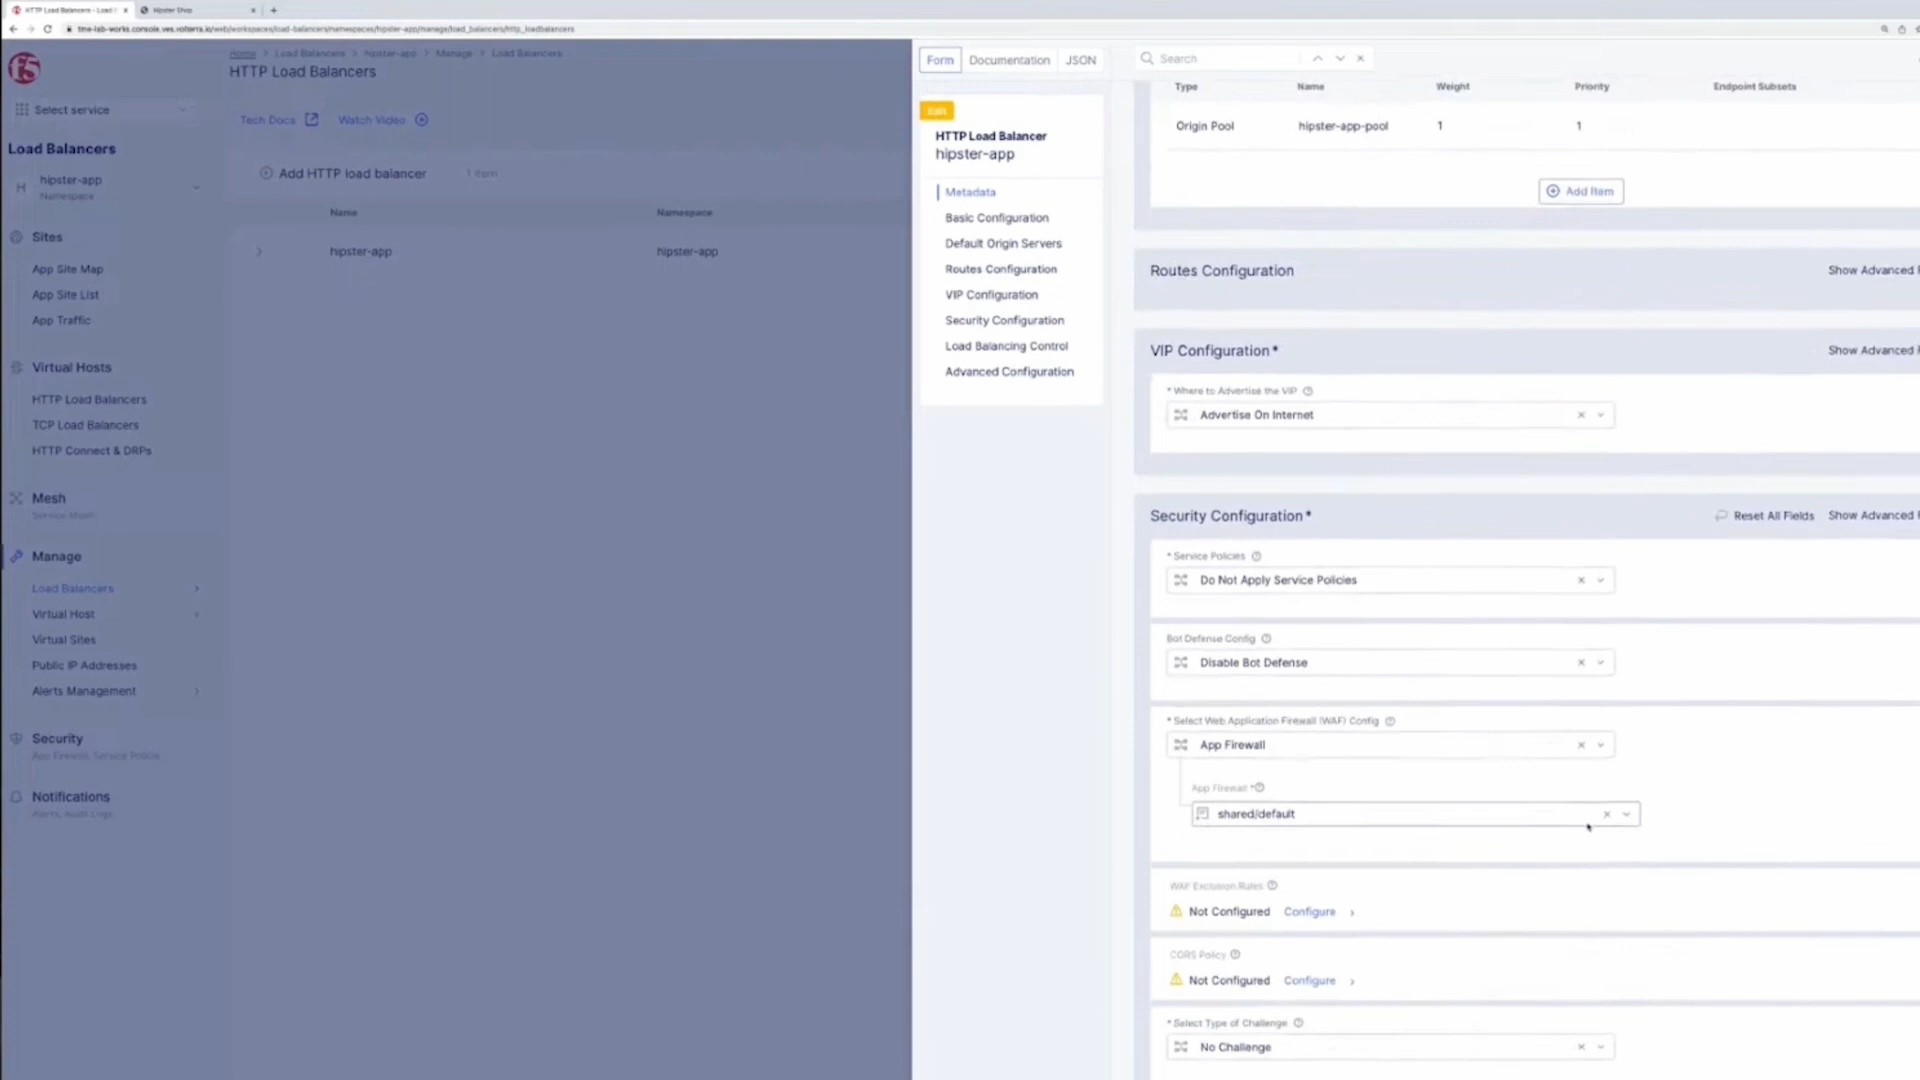 HTTP Load Balancers - Load
Hipster Shop
tme-lab-works.console.ves.volterra.io/web/workspaces/load-balancers/namespaces/hipster-app/manage/load_balancers/http_loadbalancers
f5
Select service
Load Balancers
H
hipster-app
Namespace
Sites
App Site Map
App Site List
App Traffic
Virtual Hosts
HTTP Load Balancers
TCP Load Balancers
HTTP Connect & DRPs
Mesh
Service Mesh
Manage
Load Balancers
Virtual Host
Virtual Sites
Public IP Addresses
Alerts Management
Security
App Firewall, Service Policie
Notifications
Alerts, Audit Logs
Home > Load Balancers > hipster-app > Manage > Load Balancers
HTTP Load Balancers
Tech Docs
Watch Video
Add HTTP load balancer
1 item
Name
Namespace
hipster-app
hipster-app
Form
Documentation
JSON
Search
Edit
HTTP Load Balancer
hipster-app
Metadata
Basic Configuration
Default Origin Servers
Routes Configuration
VIP Configuration
Security Configuration
Load Balancing Control
Advanced Configuration
Type
Name
Weight
Priority
Endpoint Subsets
Origin Pool
hipster-app-pool
1
1
Add Item
Routes Configuration
Show Advanced F
VIP Configuration*
Show Advanced F
* Where to Advertise the VIP
Advertise On Internet
Security Configuration*
Reset All Fields
Show Advanced F
* Service Policies
Do Not Apply Service Policies
Bot Defense Config
Disable Bot Defense
* Select Web Application Firewall (WAF) Config
App Firewall
App Firewall *
shared/default
WAF Exclusion Rules
Not Configured
Configure
CORS Policy
Not Configured
Configure
* Select Type of Challenge
No Challenge